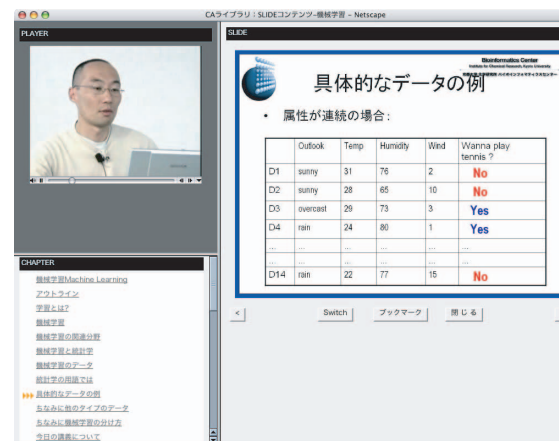 CAライブラリ | SLIDEコンテンツ-機械学習 - Netscape
PLAYER
SLIDE
Bioinformatics Center
Institute for Chemical Research, Kyoto University
具体的なデータの例
• 属性が連続の場合:
Outlook Temp Humidity Wind Wanna play tennis ?
D1 sunny 31 76 2 No
D2 sunny 28 65 10 No
D3 overcast 29 73 3 Yes
D4 rain 24 80 1 Yes
... ... ... ... ... ...
... ... ... ... ... ...
D14 rain 22 77 15 No
< Switch ブックマーク 閉じる
CHAPTER
機械学習Machine Learning
アウトライン
学習とは?
機械学習
機械学習の関連分野
機械学習と統計学
機械学習のデータ
統計学の用語では
具体的なデータの例
ちなみに他のタイプのデータ
ちなみに機械学習の分け方
今日の講義について